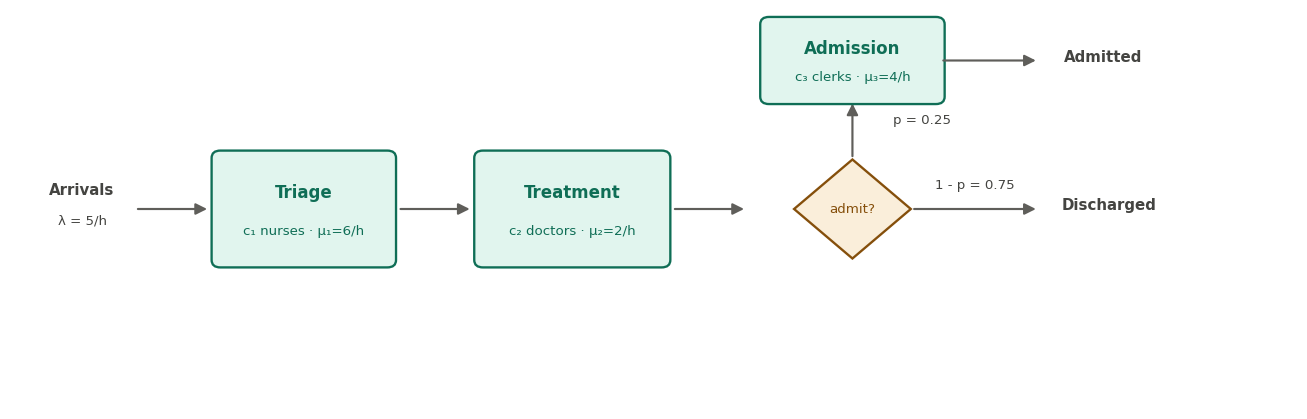 Arrivals
λ = 5/h
Triage
c₁ nurses · μ₁=6/h
Treatment
c₂ doctors · μ₂=2/h
admit?
p = 0.25
Admission
c₃ clerks · μ₃=4/h
Admitted
1 - p = 0.75
Discharged